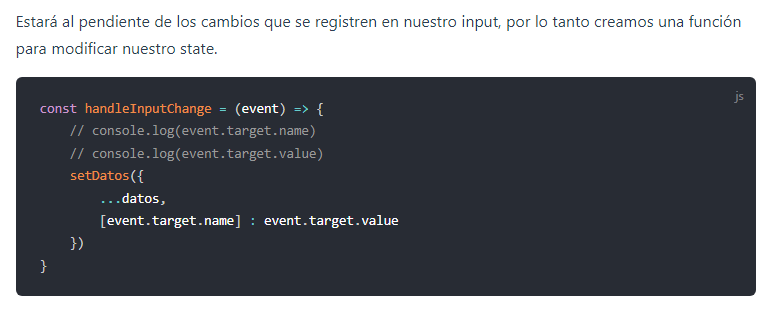 Estará al pendiente de los cambios que se registren en nuestro input, por lo tanto creamos una función
para modificar nuestro state.
js
const handleInputChange = (event) => {
    // console.log(event.target.name)
    // console.log(event.target.value)
    setDatos({
        ...datos,
        [event.target.name] : event.target.value
    })
}